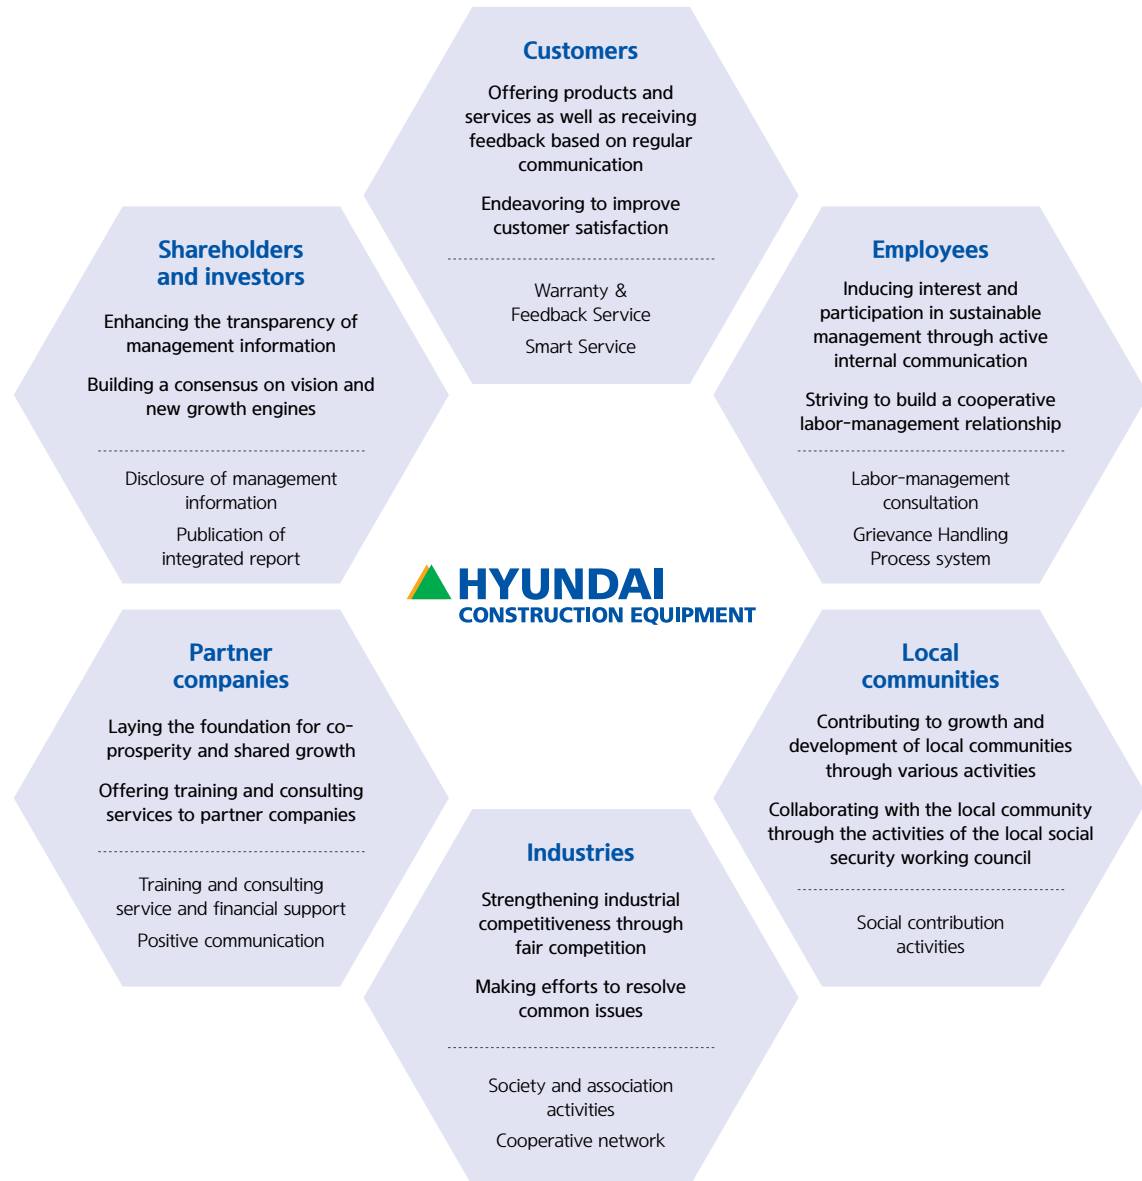 Customers
Offering products and
services as well as receiving
feedback based on regular
communication
Endeavoring to improve
customer satisfaction
Warranty &
Feedback Service
Smart Service
Shareholders
and investors
Enhancing the transparency of
management information
Building a consensus on vision and
new growth engines
Disclosure of management
information
Publication of
integrated report
Employees
Inducing interest and
participation in sustainable
management through active
internal communication
Striving to build a cooperative
labor-management relationship
Labor-management
consultation
Grievance Handling
Process system
HYUNDAI
CONSTRUCTION EQUIPMENT
Partner
companies
Laying the foundation for co-
prosperity and shared growth
Offering training and consulting
services to partner companies
Training and consulting
service and financial support
Positive communication
Local
communities
Contributing to growth and
development of local communities
through various activities
Collaborating with the local community
through the activities of the local social
security working council
Social contribution
activities
Industries
Strengthening industrial
competitiveness through
fair competition
Making efforts to resolve
common issues
Society and association
activities
Cooperative network